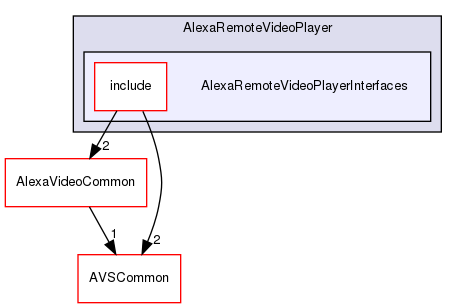 AlexaRemoteVideoPlayer
include
AlexaRemoteVideoPlayerInterfaces
2
AlexaVideoCommon
1
2
AVSCommon